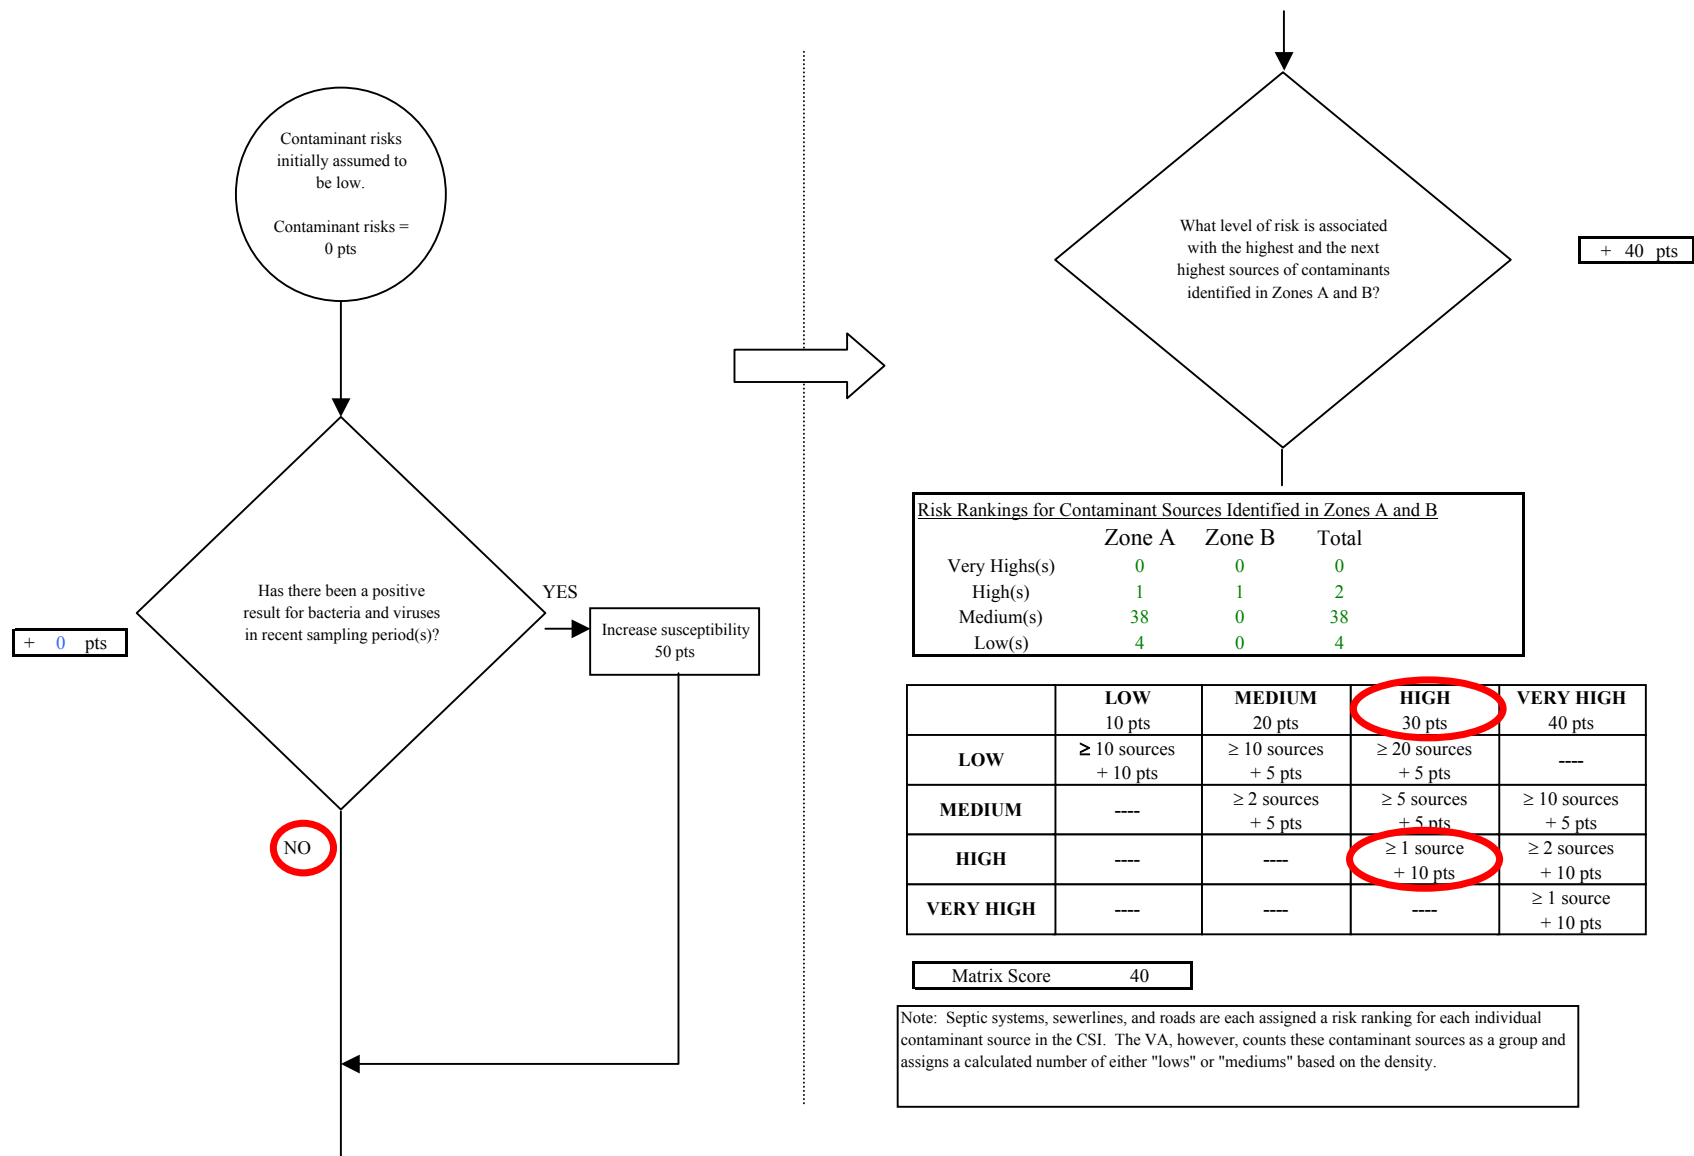 Contaminant risks
initially assumed to
be low.
Contaminant risks =
0 pts
Has there been a positive
result for bacteria and viruses
in recent sampling period(s)?
+ 0 pts
YES
Increase susceptibility
50 pts
NO
What level of risk is associated
with the highest and the next
highest sources of contaminants
identified in Zones A and B?
+ 40 pts
Risk Rankings for Contaminant Sources Identified in Zones A and B
Zone A Zone B Total
Very Highs(s) 0 0 0
High(s) 1 1 2
Medium(s) 38 0 38
Low(s) 4 0 4
LOW MEDIUM HIGH VERY HIGH
10 pts 20 pts 30 pts 40 pts
LOW ≥ 10 sources + 10 pts ≥ 10 sources + 5 pts ≥ 20 sources + 5 pts ----
MEDIUM ---- ≥ 2 sources + 5 pts ≥ 5 sources + 5 pts ≥ 10 sources + 5 pts
HIGH ---- ---- ≥ 1 source + 10 pts ≥ 2 sources + 10 pts
VERY HIGH ---- ---- ---- ≥ 1 source + 10 pts
Matrix Score 40
Note: Septic systems, sewerlines, and roads are each assigned a risk ranking for each individual
contaminant source in the CSI. The VA, however, counts these contaminant sources as a group and
assigns a calculated number of either "lows" or "mediums" based on the density.